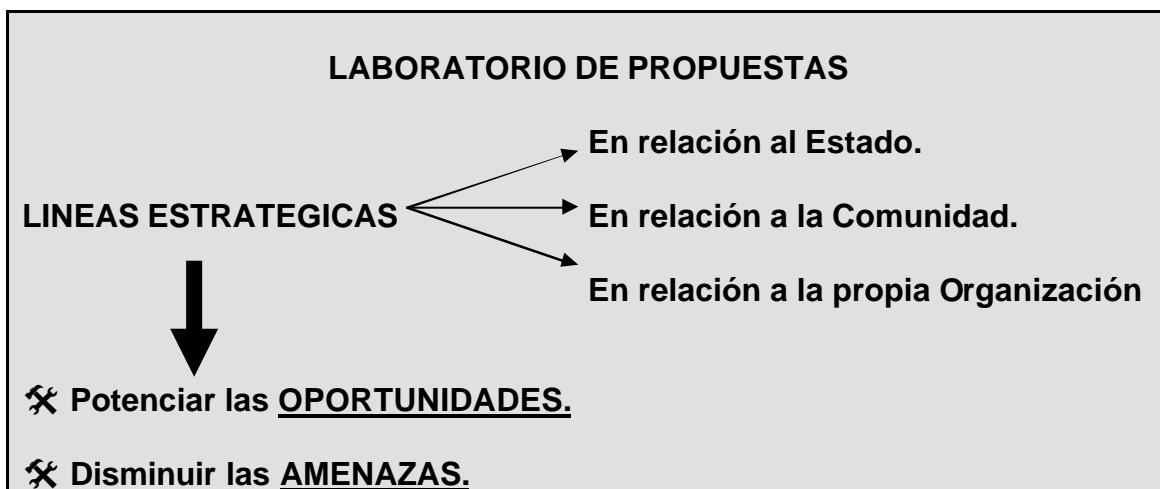 LABORATORIO DE PROPUESTAS
En relación al Estado.
LINEAS ESTRATEGICAS
En relación a la Comunidad.
En relación a la propia Organización
Potenciar las OPORTUNIDADES.
Disminuir las AMENAZAS.